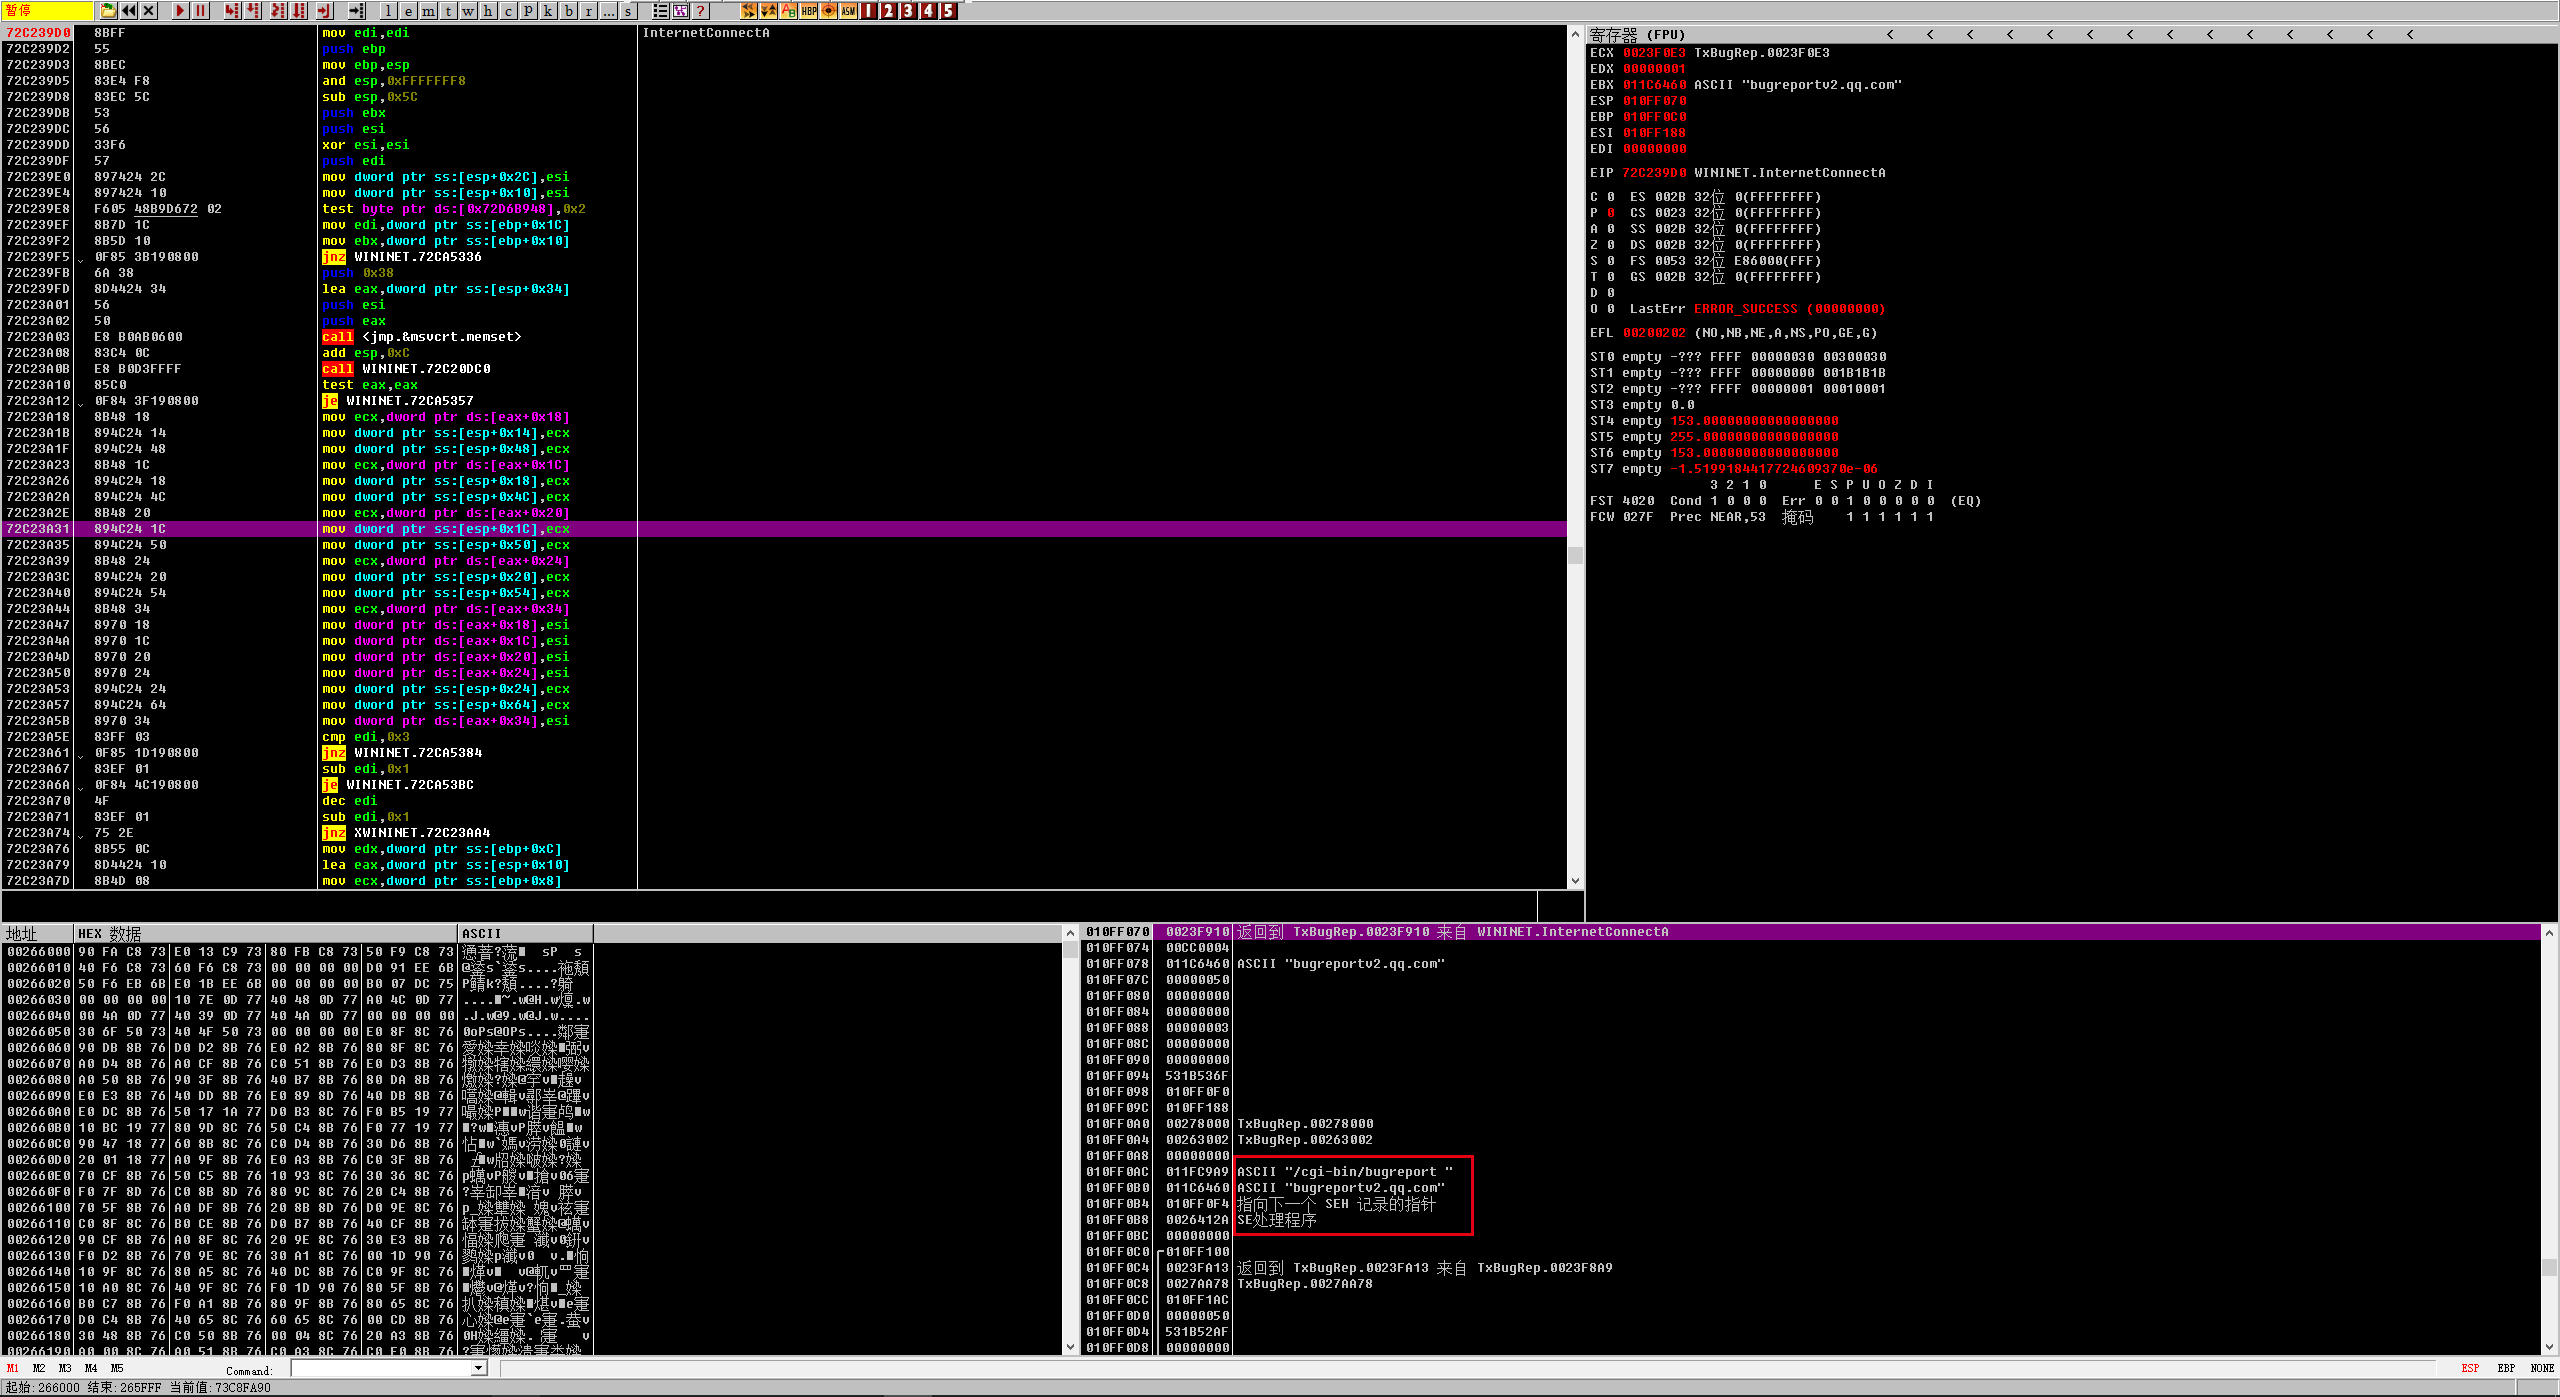 暂停
l e m t w h c p k b r ... s
?
HBP
ASM
1 2 3 4 5
72C239D0 8BFF mov edi,edi InternetConnectA
72C239D2 55 push ebp
72C239D3 8BEC mov ebp,esp
72C239D5 83E4 F8 and esp,0xFFFFFFF8
72C239D8 83EC 5C sub esp,0x5C
72C239DB 53 push ebx
72C239DC 56 push esi
72C239DD 33F6 xor esi,esi
72C239DF 57 push edi
72C239E0 897424 2C mov dword ptr ss:[esp+0x2C],esi
72C239E4 897424 10 mov dword ptr ss:[esp+0x10],esi
72C239E8 F605 48B9D672 02 test byte ptr ds:[0x72D6B948],0x2
72C239EF 8B7D 1C mov edi,dword ptr ss:[ebp+0x1C]
72C239F2 8B5D 10 mov ebx,dword ptr ss:[ebp+0x10]
72C239F5 0F85 3B190800 jnz WININET.72CA5336
72C239FB 6A 38 push 0x38
72C239FD 8D4424 34 lea eax,dword ptr ss:[esp+0x34]
72C23A01 56 push esi
72C23A02 50 push eax
72C23A03 E8 B0AB0600 call <jmp.&msvcrt.memset>
72C23A08 83C4 0C add esp,0xC
72C23A0B E8 B0D3FFFF call WININET.72C20DC0
72C23A10 85C0 test eax,eax
72C23A12 0F84 3F190800 je WININET.72CA5357
72C23A18 8B48 18 mov ecx,dword ptr ds:[eax+0x18]
72C23A1B 894C24 14 mov dword ptr ss:[esp+0x14],ecx
72C23A1F 894C24 48 mov dword ptr ss:[esp+0x48],ecx
72C23A23 8B48 1C mov ecx,dword ptr ds:[eax+0x1C]
72C23A26 894C24 18 mov dword ptr ss:[esp+0x18],ecx
72C23A2A 894C24 4C mov dword ptr ss:[esp+0x4C],ecx
72C23A2E 8B48 20 mov ecx,dword ptr ds:[eax+0x20]
72C23A31 894C24 1C mov dword ptr ss:[esp+0x1C],ecx
72C23A35 894C24 50 mov dword ptr ss:[esp+0x50],ecx
72C23A39 8B48 24 mov ecx,dword ptr ds:[eax+0x24]
72C23A3C 894C24 20 mov dword ptr ss:[esp+0x20],ecx
72C23A40 894C24 54 mov dword ptr ss:[esp+0x54],ecx
72C23A44 8B48 34 mov ecx,dword ptr ds:[eax+0x34]
72C23A47 8970 18 mov dword ptr ds:[eax+0x18],esi
72C23A4A 8970 1C mov dword ptr ds:[eax+0x1C],esi
72C23A4D 8970 20 mov dword ptr ds:[eax+0x20],esi
72C23A50 8970 24 mov dword ptr ds:[eax+0x24],esi
72C23A53 894C24 24 mov dword ptr ss:[esp+0x24],ecx
72C23A57 894C24 64 mov dword ptr ss:[esp+0x64],ecx
72C23A5B 8970 34 mov dword ptr ds:[eax+0x34],esi
72C23A5E 83FF 03 cmp edi,0x3
72C23A61 0F85 1D190800 jnz WININET.72CA5384
72C23A67 83EF 01 sub edi,0x1
72C23A6A 0F84 4C190800 je WININET.72CA53BC
72C23A70 4F dec edi
72C23A71 83EF 01 sub edi,0x1
72C23A74 75 2E jnz XWININET.72C23AA4
72C23A76 8B55 0C mov edx,dword ptr ss:[ebp+0xC]
72C23A79 8D4424 10 lea eax,dword ptr ss:[esp+0x10]
72C23A7D 8B4D 08 mov ecx,dword ptr ss:[ebp+0x8]
寄存器 (FPU) < < < < < < < < < < < < < <
ECX 0023F0E3 TxBugRep.0023F0E3
EDX 00000001
EBX 011C6460 ASCII "bugreportv2.qq.com"
ESP 010FF070
EBP 010FF0C0
ESI 010FF188
EDI 00000000
EIP 72C239D0 WININET.InternetConnectA
C 0 ES 002B 32位 0(FFFFFFFF)
P 0 CS 0023 32位 0(FFFFFFFF)
A 0 SS 002B 32位 0(FFFFFFFF)
Z 0 DS 002B 32位 0(FFFFFFFF)
S 0 FS 0053 32位 E86000(FFF)
T 0 GS 002B 32位 0(FFFFFFFF)
D 0
O 0 LastErr ERROR_SUCCESS (00000000)
EFL 00200202 (NO,NB,NE,A,NS,PO,GE,G)
ST0 empty -??? FFFF 00000030 00300030
ST1 empty -??? FFFF 00000000 001B1B1B
ST2 empty -??? FFFF 00000001 00010001
ST3 empty 0.0
ST4 empty 153.00000000000000000
ST5 empty 255.00000000000000000
ST6 empty 153.00000000000000000
ST7 empty -1.5199184417724609370e-06
3 2 1 0 E S P U O Z D I
FST 4020 Cond 1 0 0 0 Err 0 0 1 0 0 0 0 0 (EQ)
FCW 027F Prec NEAR,53 掩码 1 1 1 1 1 1
地址 HEX 数据 ASCII
00266000 90 FA C8 73 E0 13 C9 73 80 FB C8 73 50 F9 C8 73
00266010 40 F6 C8 73 60 F6 C8 73 00 00 00 00 D0 91 EE 6B
00266020 50 F6 EB 6B E0 1B EE 6B 00 00 00 00 B0 07 DC 75
00266030 00 00 00 00 10 7E 0D 77 40 48 0D 77 A0 4C 0D 77
00266040 00 4A 0D 77 40 39 0D 77 40 4A 0D 77 00 00 00 00 .J.w@9.w@J.w....
00266050 30 6F 50 73 40 4F 50 73 00 00 00 00 E0 8F 8C 76
00266060 90 DB 8B 76 D0 D2 8B 76 E0 A2 8B 76 80 8F 8C 76
00266070 A0 D4 8B 76 A0 CF 8B 76 C0 51 8B 76 E0 D3 8B 76
00266080 A0 50 8B 76 90 3F 8B 76 40 B7 8B 76 80 DA 8B 76
00266090 E0 E3 8B 76 40 DD 8B 76 E0 89 8D 76 40 DB 8B 76
002660A0 E0 DC 8B 76 50 17 1A 77 D0 B3 8C 76 F0 B5 19 77
002660B0 10 BC 19 77 80 9D 8C 76 50 C4 8B 76 F0 77 19 77
002660C0 90 47 18 77 60 8B 8C 76 C0 D4 8B 76 30 D6 8B 76
002660D0 20 01 18 77 A0 9F 8B 76 E0 A3 8B 76 C0 3F 8B 76
002660E0 70 CF 8B 76 50 C5 8B 76 10 93 8C 76 30 36 8C 76
002660F0 F0 7F 8D 76 C0 8B 8D 76 80 9C 8C 76 20 C4 8B 76
00266100 70 5F 8B 76 A0 DF 8B 76 20 8B 8D 76 D0 9E 8C 76
00266110 C0 8F 8C 76 B0 CE 8B 76 D0 B7 8B 76 40 CF 8B 76
00266120 90 CF 8B 76 A0 8F 8C 76 20 9E 8C 76 30 E3 8B 76
00266130 F0 D2 8B 76 70 9E 8C 76 30 A1 8C 76 00 1D 90 76
00266140 10 9F 8C 76 80 A5 8C 76 40 DC 8B 76 C0 9F 8C 76
00266150 10 A0 8C 76 40 9F 8C 76 F0 1D 90 76 80 5F 8B 76
00266160 B0 C7 8B 76 F0 A1 8B 76 80 9F 8B 76 80 65 8C 76
00266170 D0 C4 8B 76 40 65 8C 76 60 65 8C 76 00 CD 8B 76
00266180 30 48 8B 76 C0 50 8B 76 00 04 8C 76 20 A3 8B 76
00266190 A0 00 8C 76 A0 51 8B 76 C0 A3 8C 76 C0 E0 8B 76
010FF070 0023F910 返回到 TxBugRep.0023F910 来自 WININET.InternetConnectA
010FF074 00CC0004
010FF078 011C6460 ASCII "bugreportv2.qq.com"
010FF07C 00000050
010FF080 00000000
010FF084 00000000
010FF088 00000003
010FF08C 00000000
010FF090 00000000
010FF094 531B536F
010FF098 010FF0F0
010FF09C 010FF188
010FF0A0 00278000 TxBugRep.00278000
010FF0A4 00263002 TxBugRep.00263002
010FF0A8 00000000
010FF0AC 011FC9A9 ASCII "/cgi-bin/bugreport "
010FF0B0 011C6460 ASCII "bugreportv2.qq.com"
010FF0B4 010FF0F4 指向下一个 SEH 记录的指针
010FF0B8 0026412A SE处理程序
010FF0BC 00000000
010FF0C0 010FF100
010FF0C4 0023FA13 返回到 TxBugRep.0023FA13 来自 TxBugRep.0023F8A9
010FF0C8 0027AA78 TxBugRep.0027AA78
010FF0CC 010FF1AC
010FF0D0 00000050
010FF0D4 531B52AF
010FF0D8 00000000
M1 M2 M3 M4 M5 Command: ESP EBP NONE
起始:266000 结束:265FFF 当前值:73C8FA90